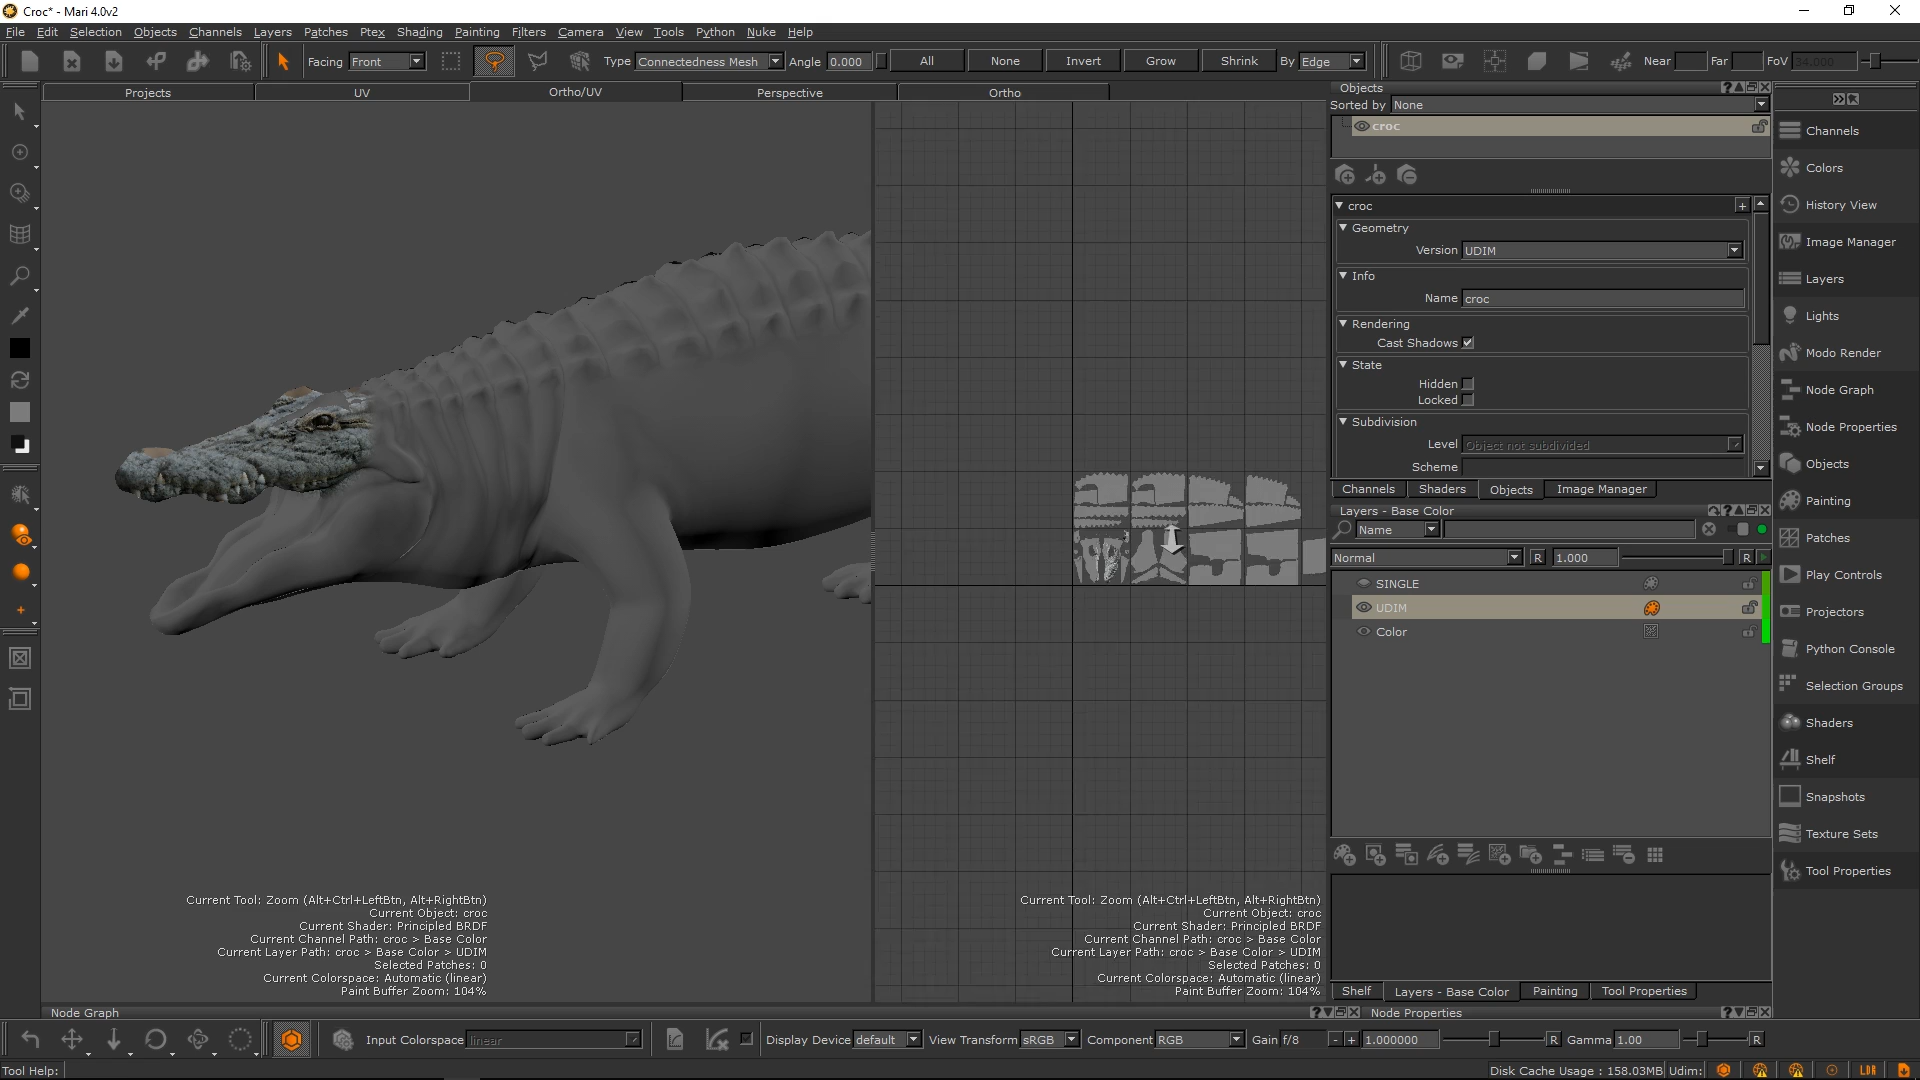 Croc* - Mari 4.0v2
File Edit Selection Objects Channels Layers Patches Ptex Shading Painting Filters Camera View Tools Python Nuke Help
Facing Front Type Connectedness Mesh Angle 0.000 All None Invert Grow Shrink By Edge Near Far FoV 34.000
Projects UV Ortho/UV Perspective Ortho
Objects
Sorted by None
croc
croc
Geometry
Version UDIM
Info
Name croc
Rendering
Cast Shadows
State
Hidden
Locked
Subdivision
Level Object not subdivided
Scheme
Channels Shaders Objects Image Manager
Layers - Base Color
Name
Normal R 1.000 R
SINGLE
UDIM
Color
Shelf Layers - Base Color Painting Tool Properties
Channels
Colors
History View
Image Manager
Layers
Lights
Modo Render
Node Graph
Node Properties
Objects
Painting
Patches
Play Controls
Projectors
Python Console
Selection Groups
Shaders
Shelf
Snapshots
Texture Sets
Tool Properties
Current Tool: Zoom (Alt+Ctrl+LeftBtn, Alt+RightBtn)
Current Object: croc
Current Shader: Principled BRDF
Current Channel Path: croc > Base Color
Current Layer Path: croc > Base Color > UDIM
Selected Patches: 0
Current Colorspace: Automatic (linear)
Paint Buffer Zoom: 104%
Current Tool: Zoom (Alt+Ctrl+LeftBtn, Alt+RightBtn)
Current Object: croc
Current Shader: Principled BRDF
Current Channel Path: croc > Base Color
Current Layer Path: croc > Base Color > UDIM
Selected Patches: 0
Current Colorspace: Automatic (linear)
Paint Buffer Zoom: 104%
Node Graph Node Properties
Input Colorspace linear Display Device default View Transform sRGB Component RGB Gain f/8 - + 1.000000 R Gamma 1.00 R
Tool Help: Disk Cache Usage : 158.03MB Udim: LDR